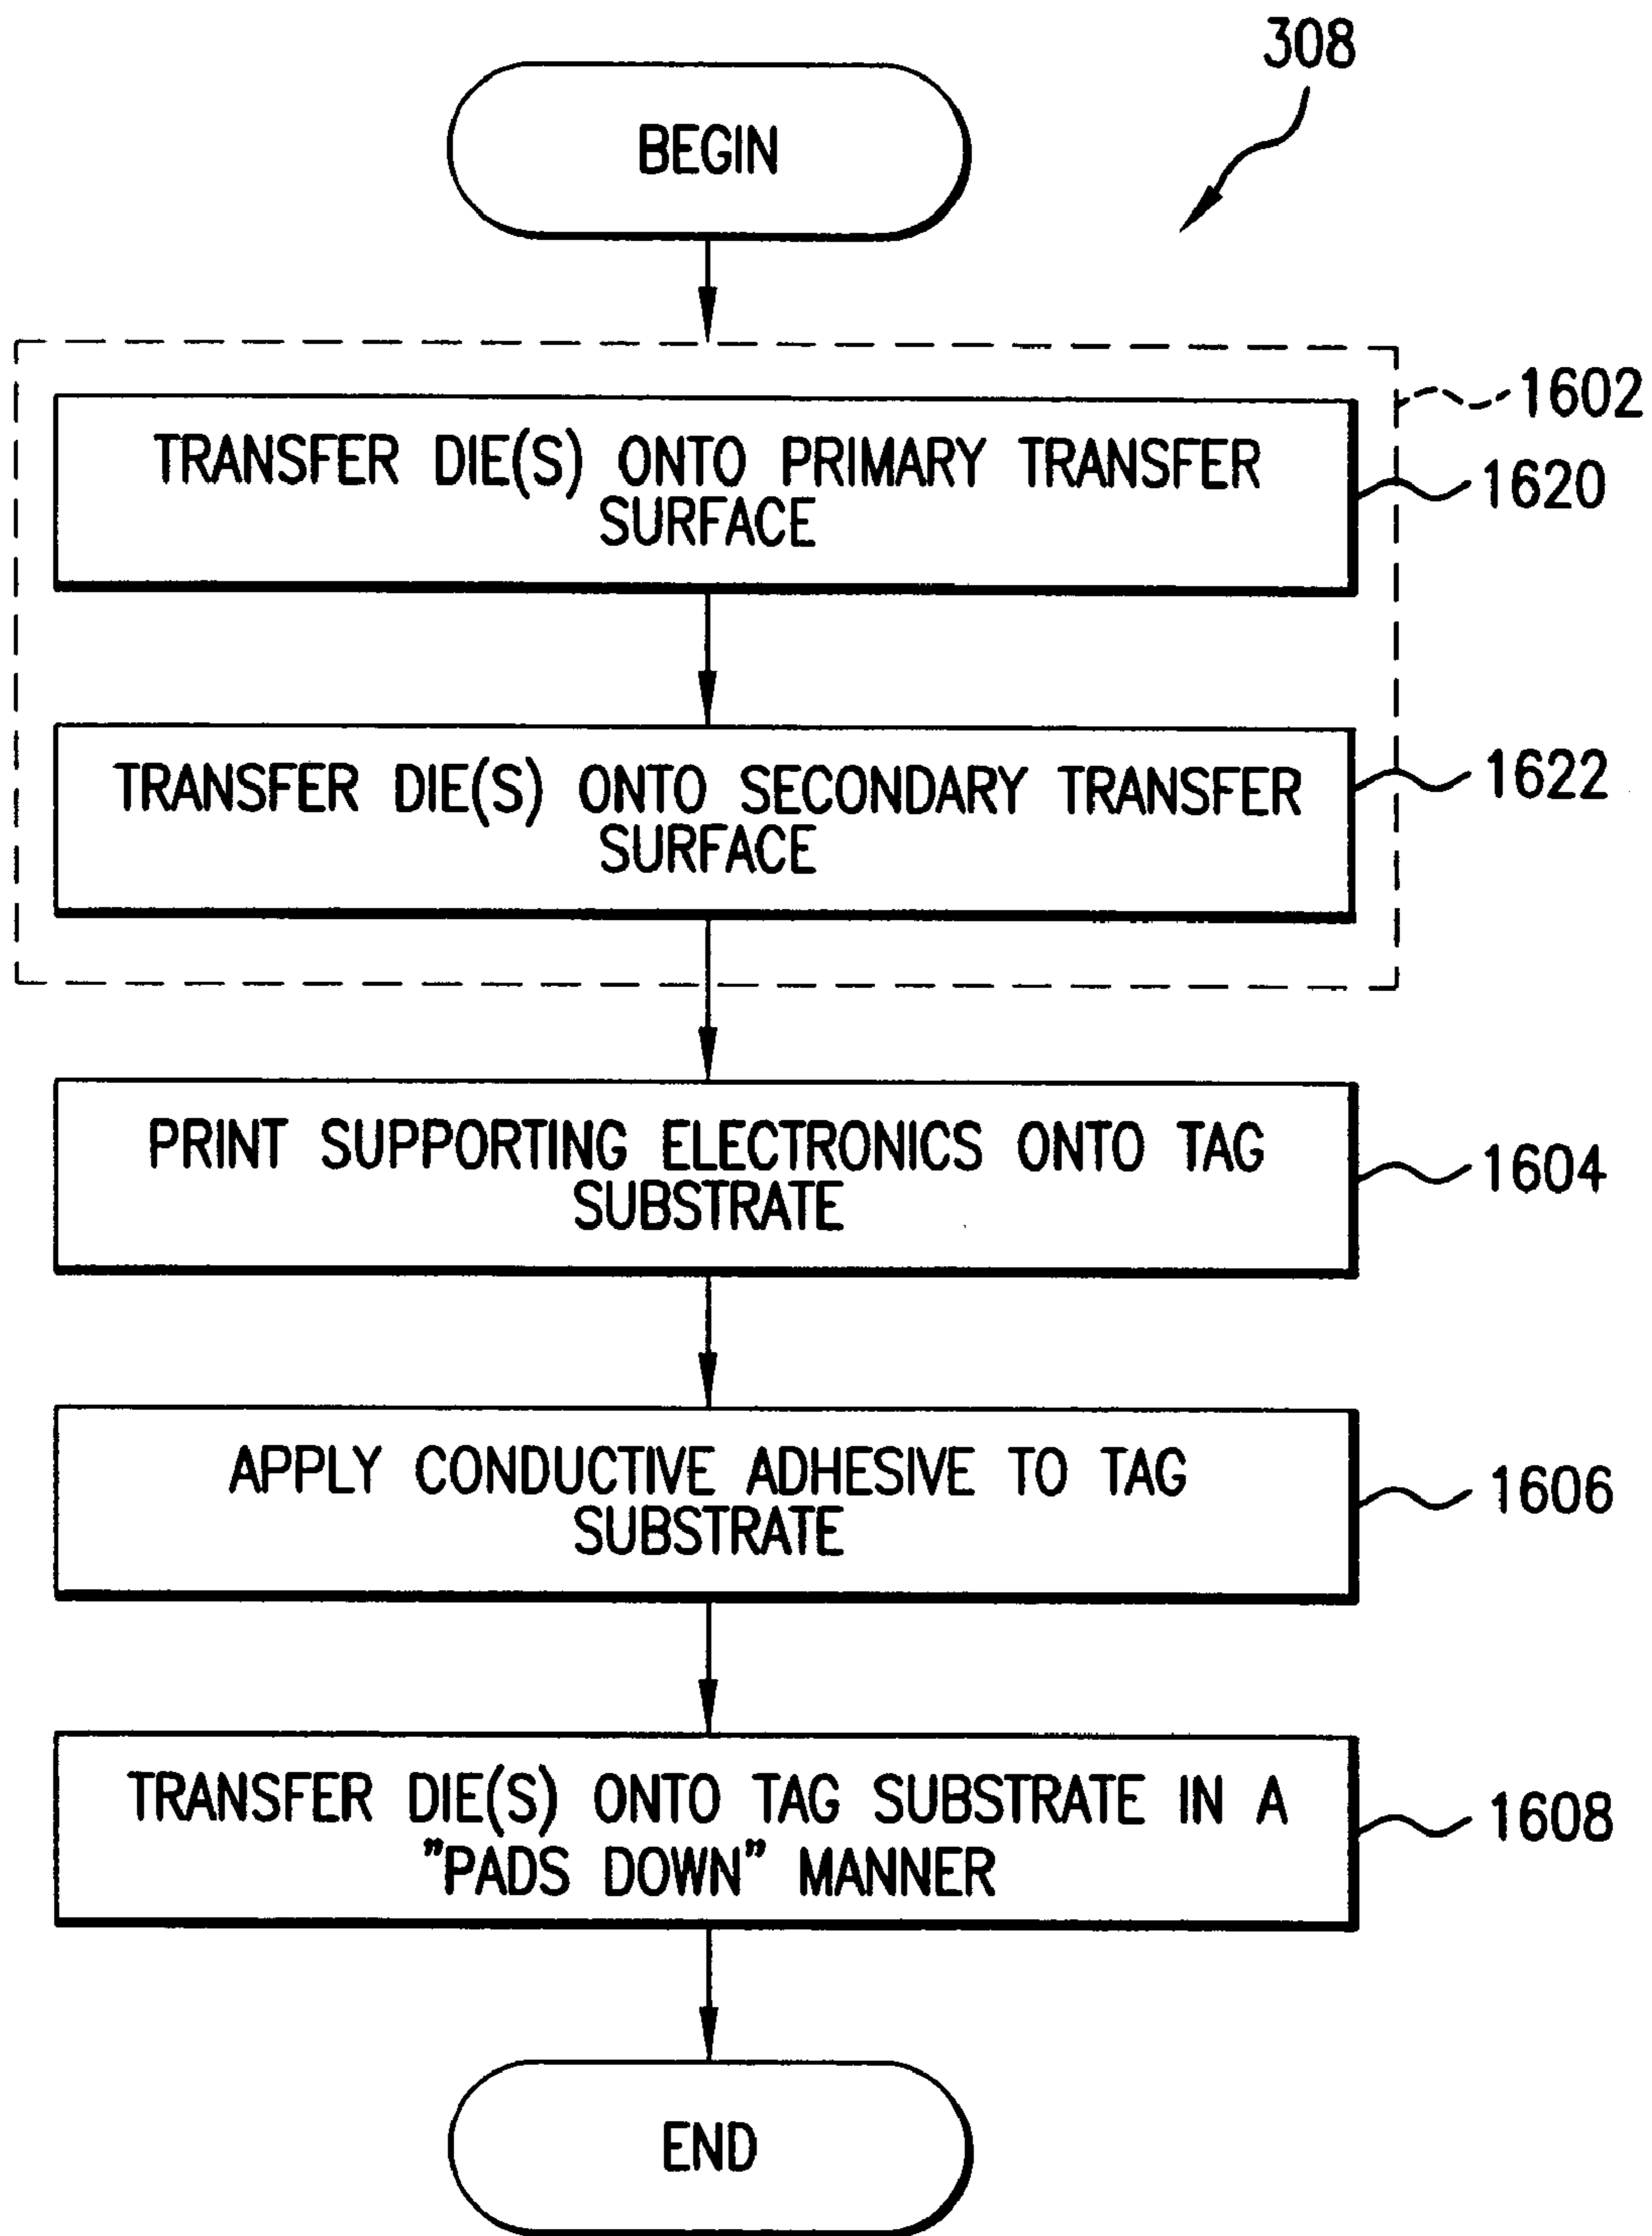 308
BEGIN
1602
TRANSFER DIE(S) ONTO PRIMARY TRANSFER
SURFACE
1620
TRANSFER DIE(S) ONTO SECONDARY TRANSFER
SURFACE
1622
PRINT SUPPORTING ELECTRONICS ONTO TAG
SUBSTRATE
1604
APPLY CONDUCTIVE ADHESIVE TO TAG
SUBSTRATE
1606
TRANSFER DIE(S) ONTO TAG SUBSTRATE IN A
"PADS DOWN" MANNER
1608
END